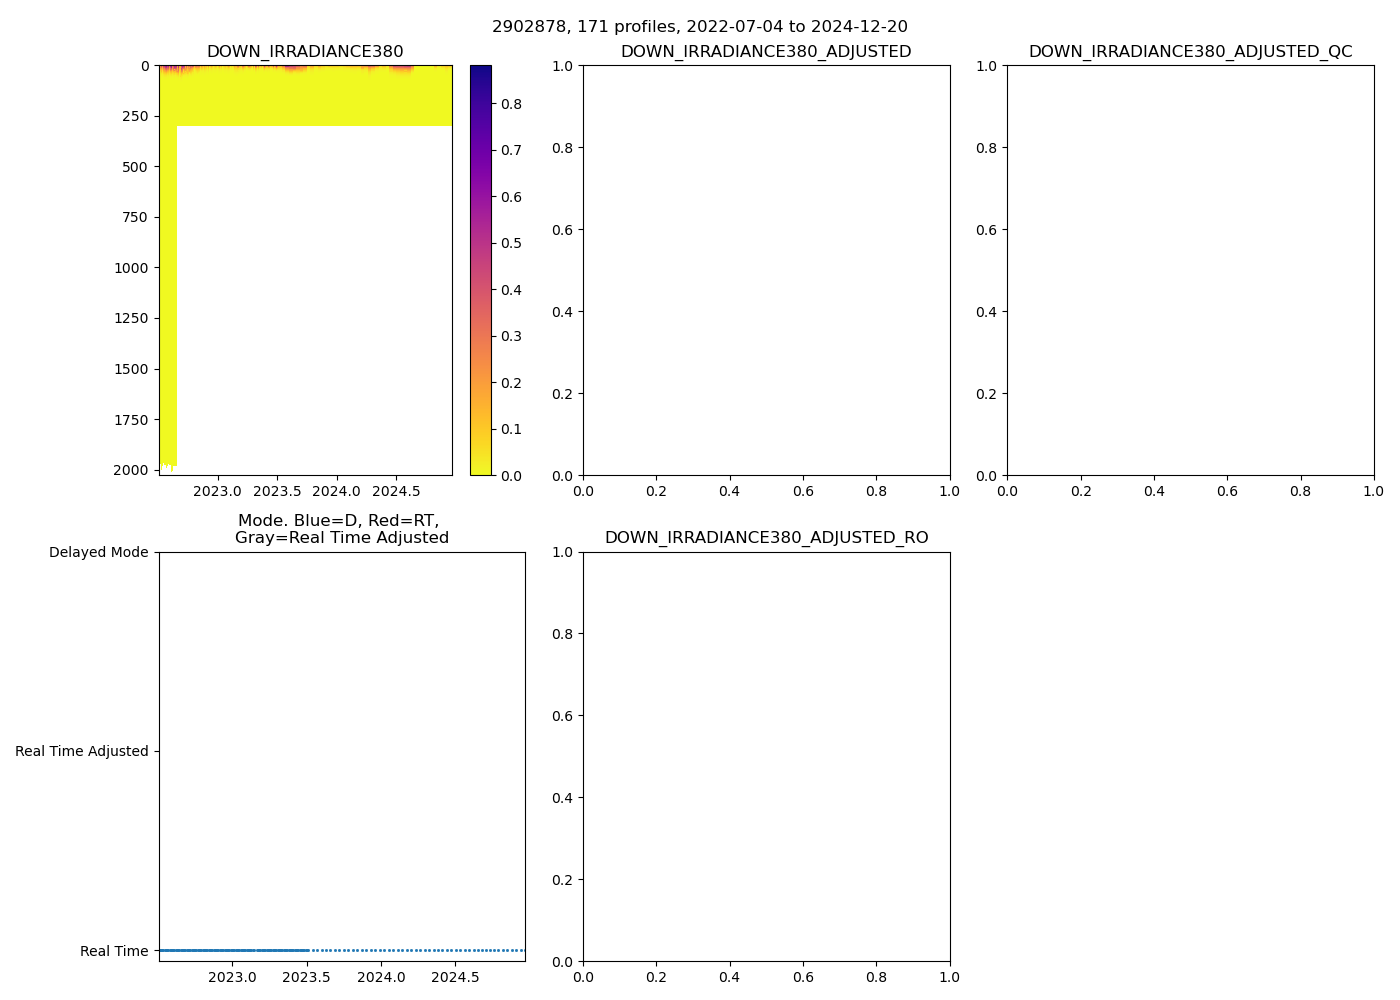 2902878, 171 profiles, 2022-07-04 to 2024-12-20
DOWN_IRRADIANCE380
0
250
500
750
1000
1250
1500
1750
2000
2023.0 2023.5 2024.0 2024.5
0.8
0.7
0.6
0.5
0.4
0.3
0.2
0.1
0.0
DOWN_IRRADIANCE380_ADJUSTED
1.0
0.8
0.6
0.4
0.2
0.0
0.0 0.2 0.4 0.6 0.8 1.0
DOWN_IRRADIANCE380_ADJUSTED_QC
1.0
0.8
0.6
0.4
0.2
0.0
0.0 0.2 0.4 0.6 0.8 1.0
Mode. Blue=D, Red=RT,
Gray=Real Time Adjusted
Delayed Mode
Real Time Adjusted
Real Time
2023.0 2023.5 2024.0 2024.5
DOWN_IRRADIANCE380_ADJUSTED_RO
1.0
0.8
0.6
0.4
0.2
0.0
0.0 0.2 0.4 0.6 0.8 1.0